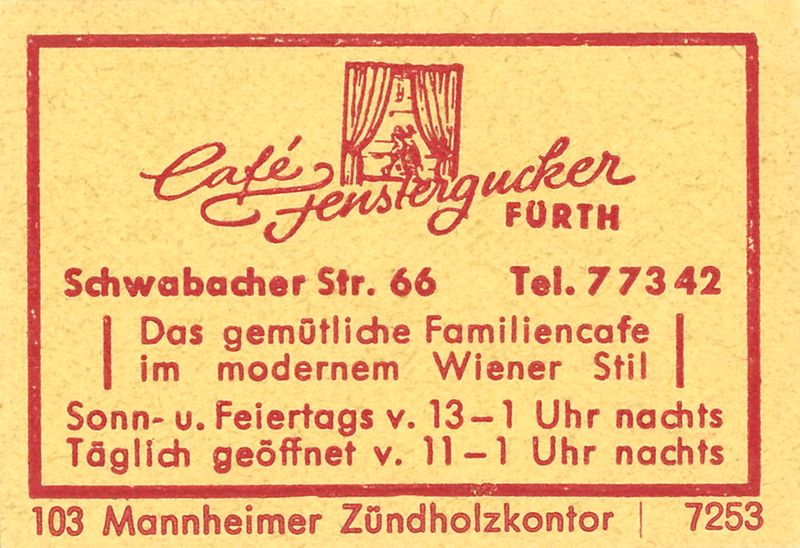 Café Fenstergucker
FÜRTH
Schwabacher Str. 66 Tel. 77342
Das gemütliche Familiencafe
im modernem Wiener Stil
Sonn- u. Feiertags v. 13–1 Uhr nachts
Täglich geöffnet v. 11–1 Uhr nachts
103 Mannheimer Zündholzkontor | 7253